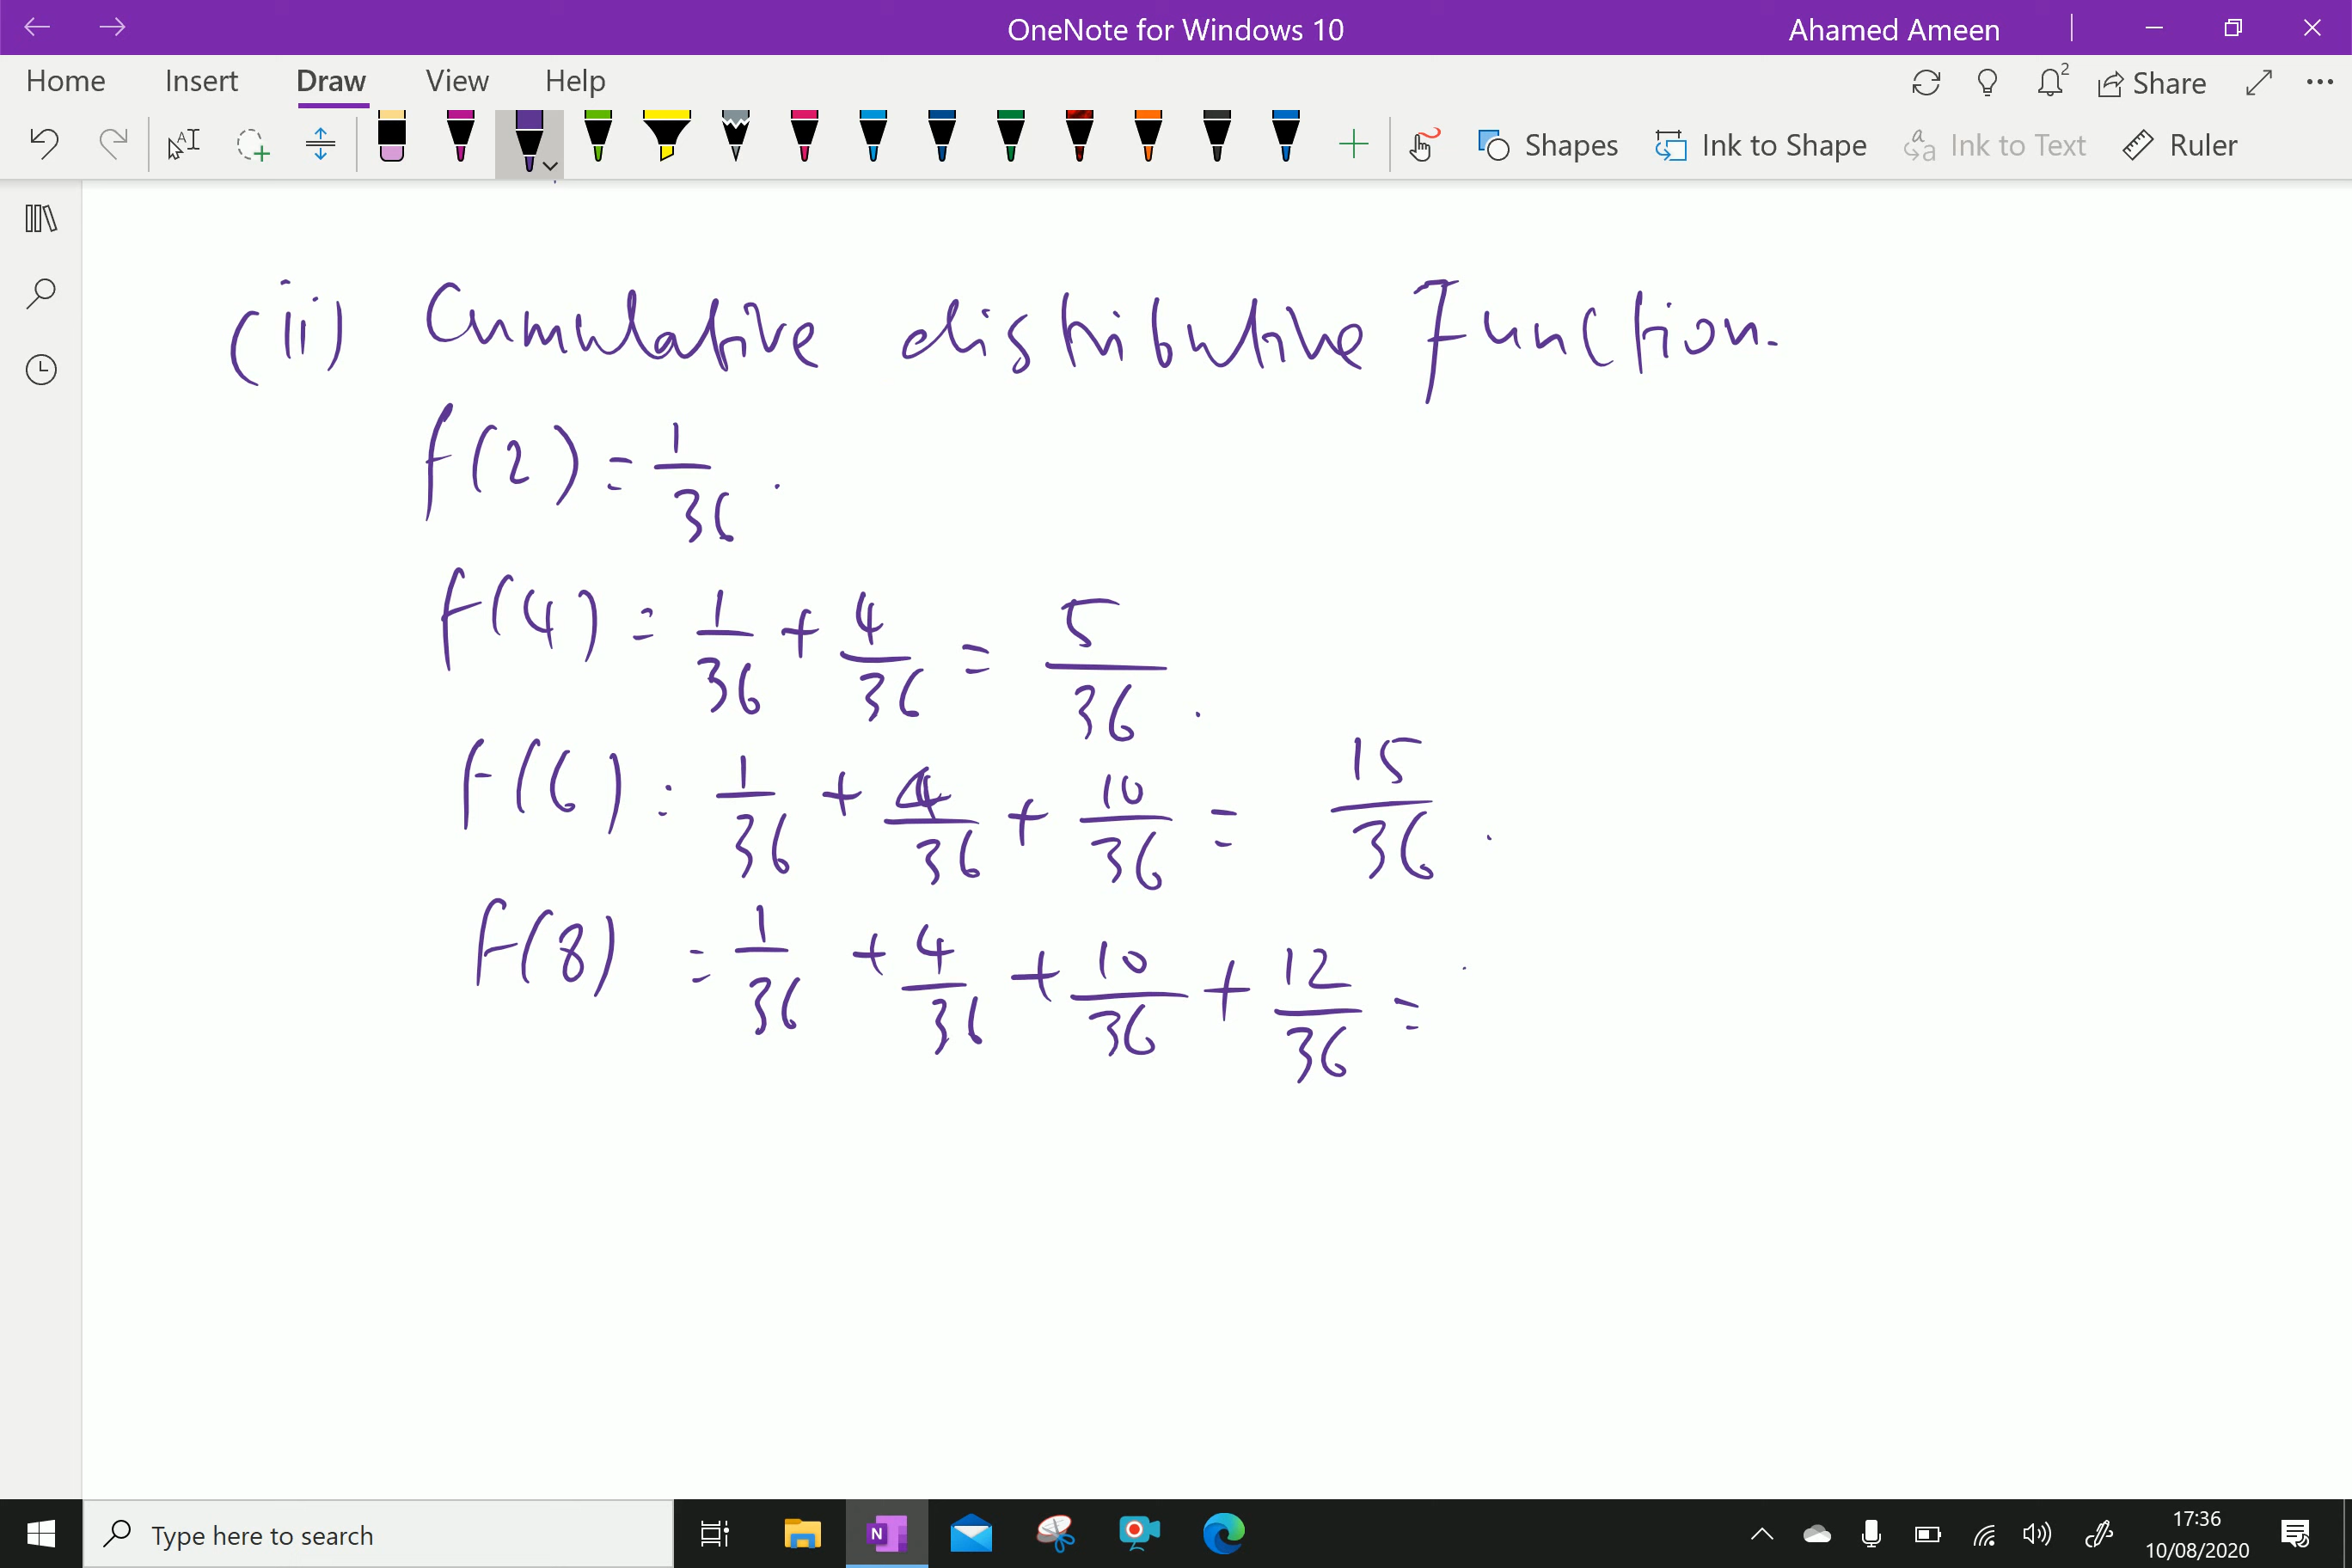 OneNote for Windows 10 Ahamed Ameen
Home Insert Draw View Help 2 Share
Shapes Ink to Shape Ink to Text Ruler
(ii) Cumulative distributive Function.
f(2) = 1/36 .
f(4) = 1/36 + 4/36 = 5/36 .
F(6) : 1/36 + 4/36 + 10/36 = 15/36 .
F(8) = 1/36 + 4/36 + 10/36 + 12/36 =
Type here to search 17:36
10/08/2020